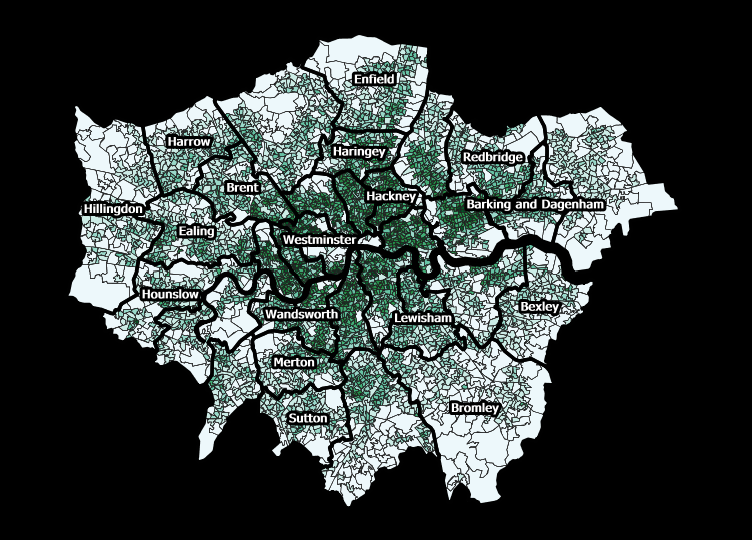 Enfield
Harrow
Haringey
Redbridge
Brent
Hackney
Hillingdon
Barking and Dagenham
Ealing
Westminster
Hounslow
Bexley
Wandsworth
Lewisham
Merton
Bromley
Sutton